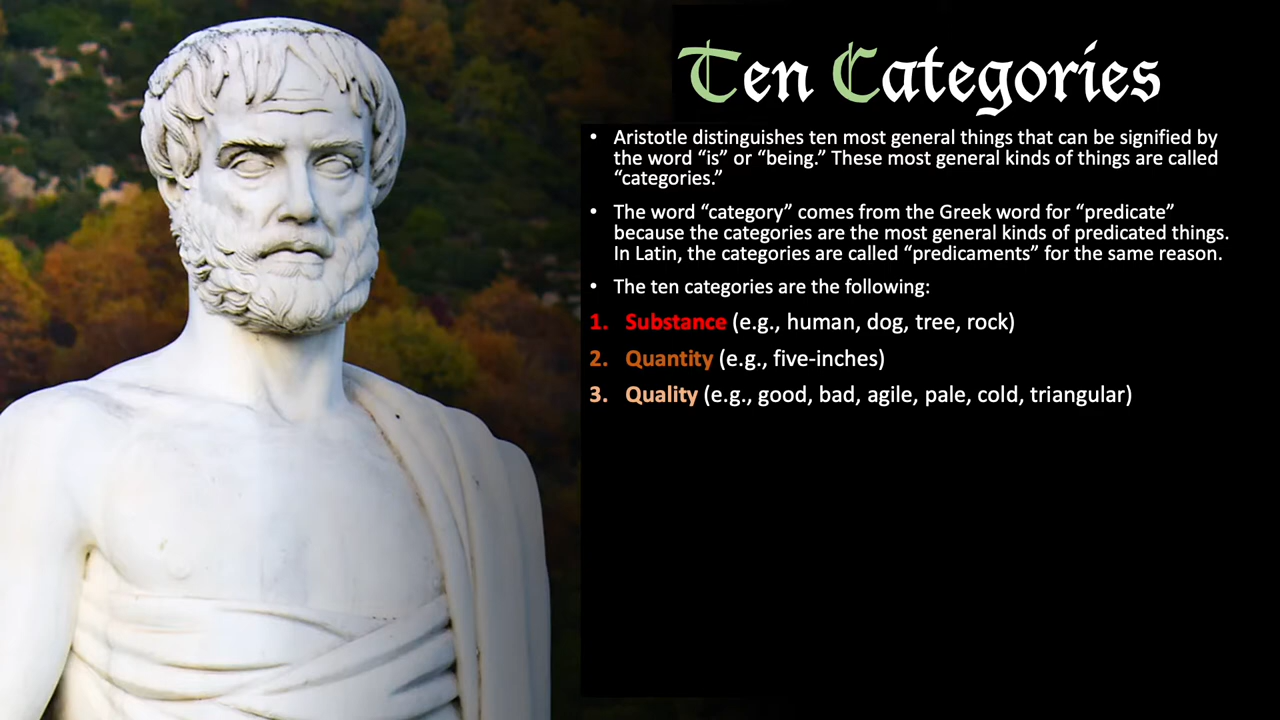 Ten Categories
• Aristotle distinguishes ten most general things that can be signified by
the word “is” or “being.” These most general kinds of things are called
“categories.”
• The word “category” comes from the Greek word for “predicate”
because the categories are the most general kinds of predicated things.
In Latin, the categories are called “predicaments” for the same reason.
• The ten categories are the following:
1. Substance (e.g., human, dog, tree, rock)
2. Quantity (e.g., five-inches)
3. Quality (e.g., good, bad, agile, pale, cold, triangular)